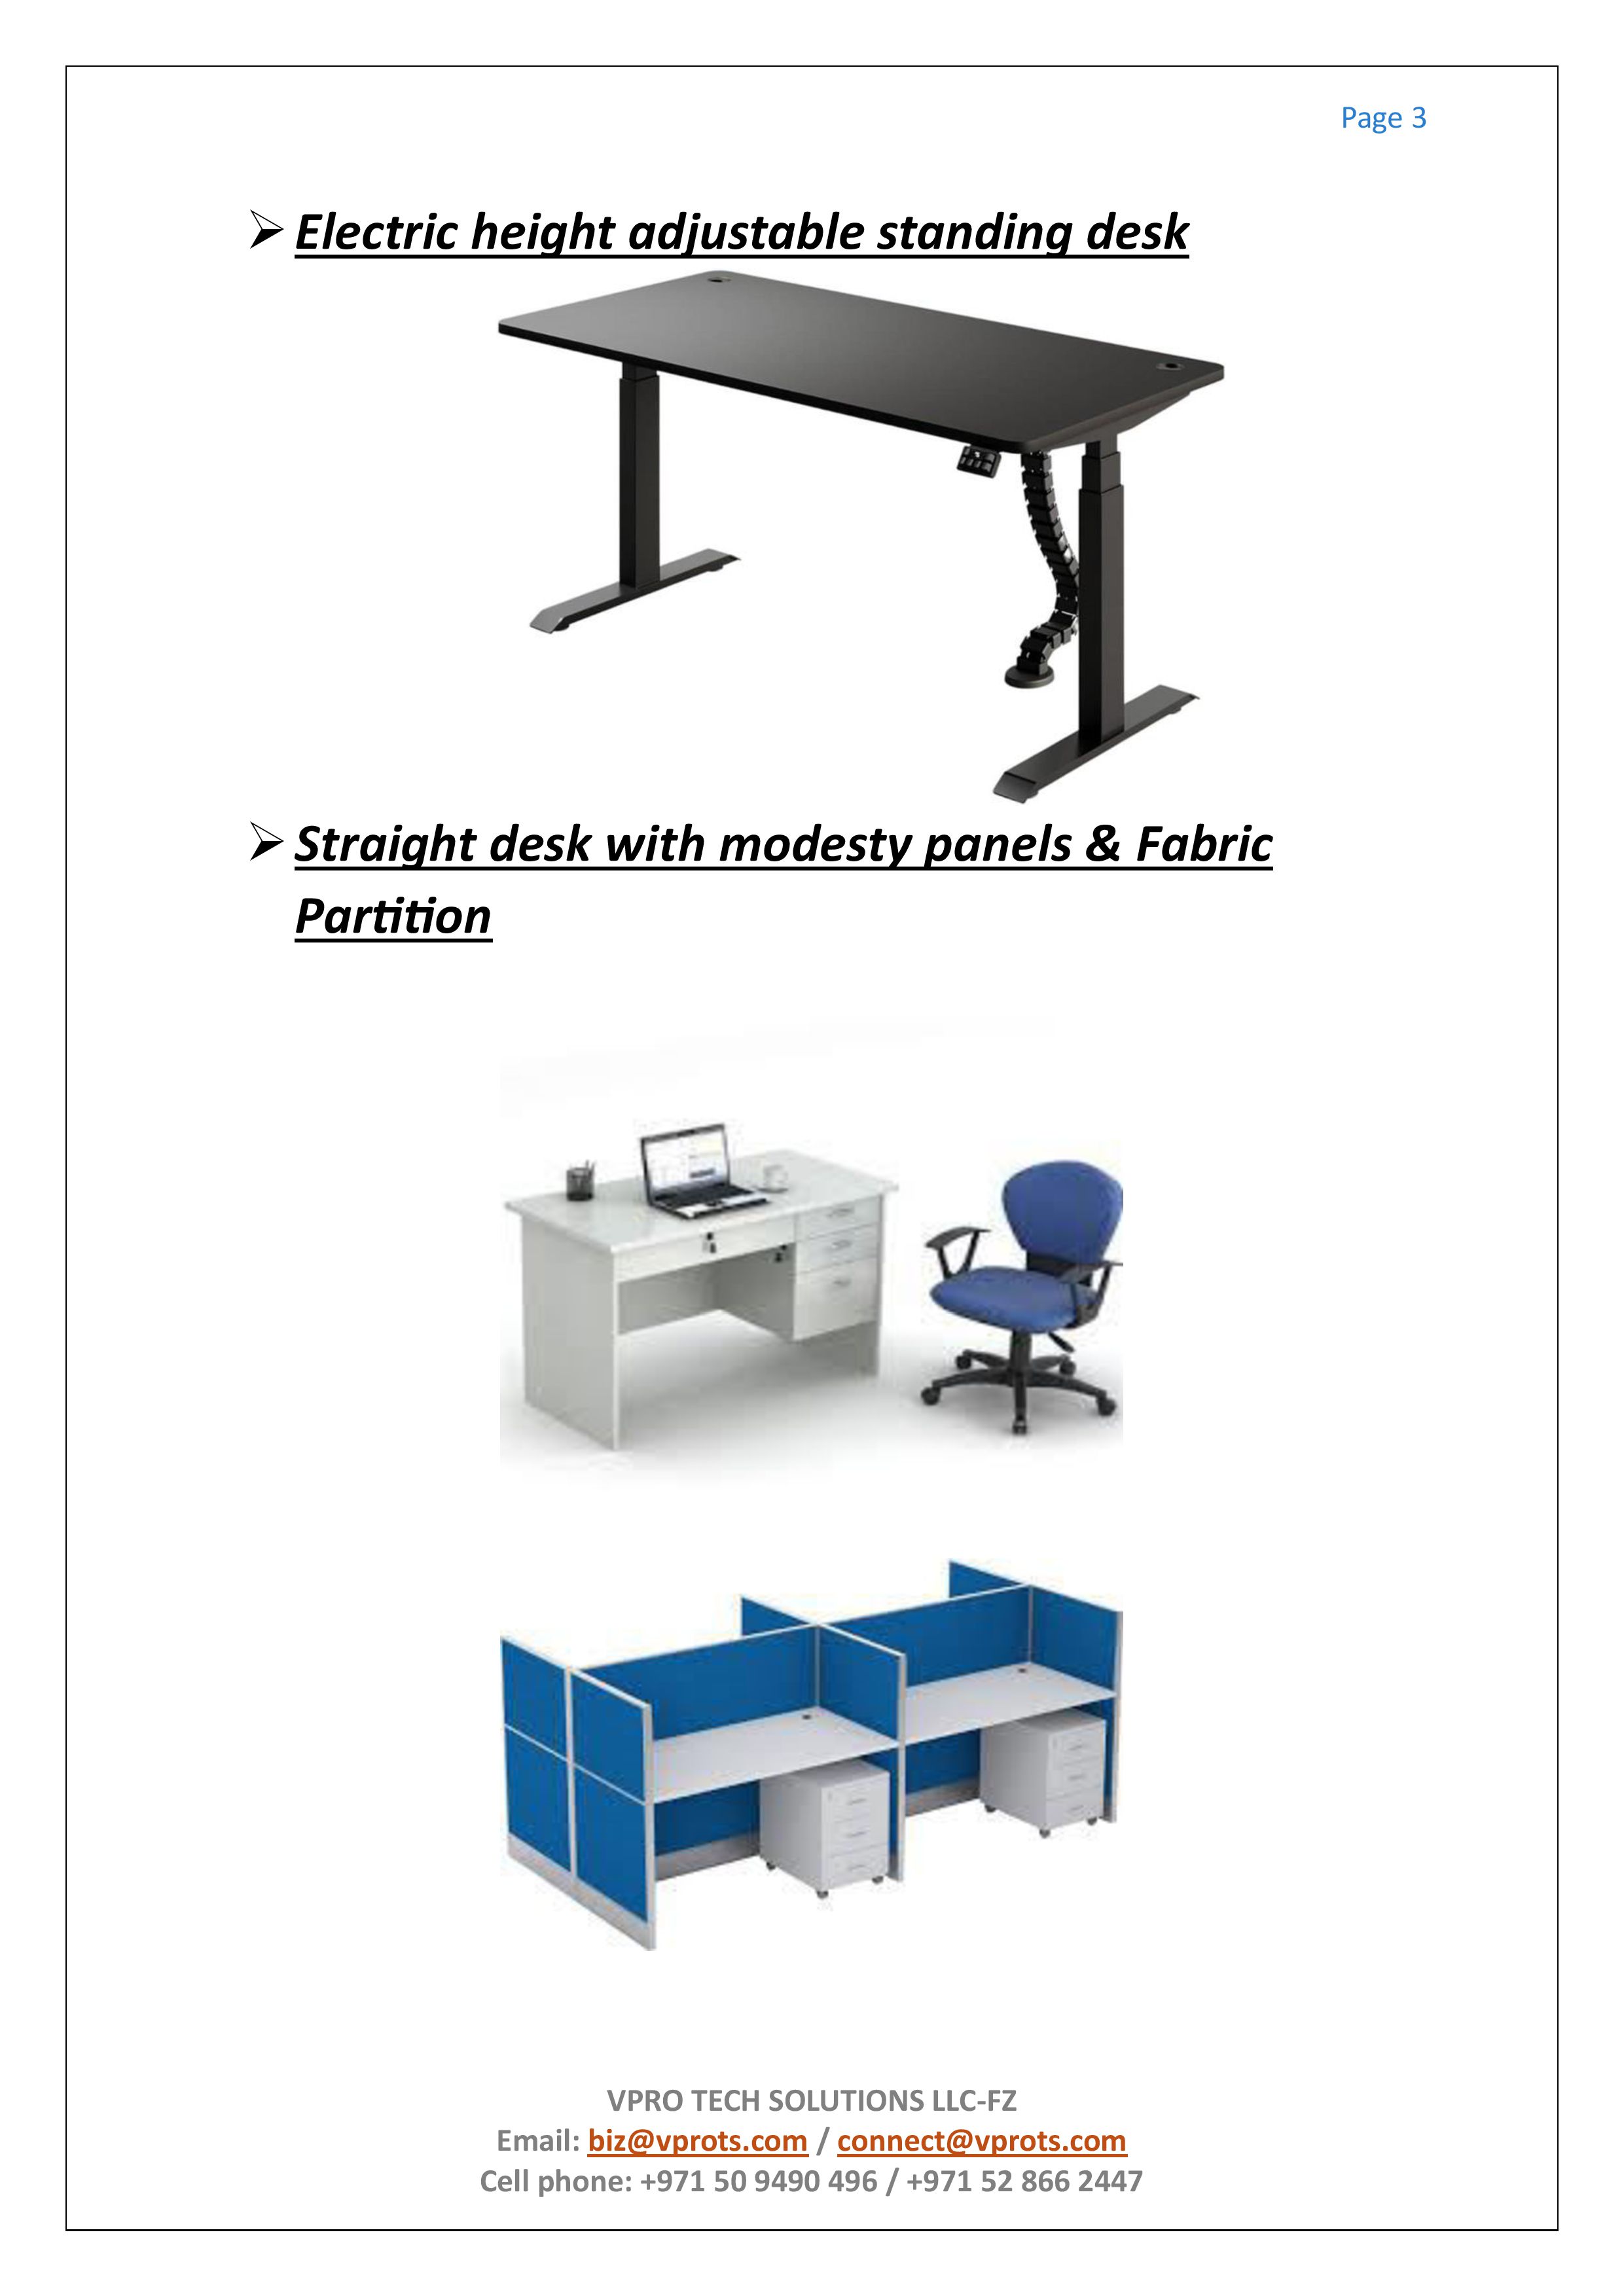 Page 3
➢ Electric height adjustable standing desk
➢ Straight desk with modesty panels & Fabric
Partition
VPRO TECH SOLUTIONS LLC-FZ
Email: biz@vprots.com / connect@vprots.com
Cell phone: +971 50 9490 496 / +971 52 866 2447